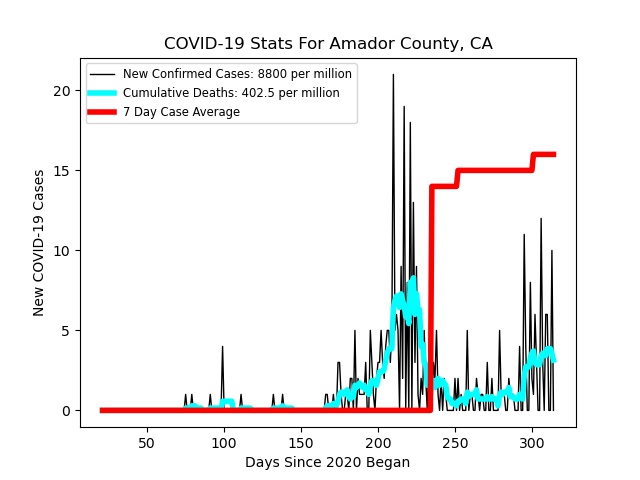 COVID-19 Stats For Amador County, CA
New Confirmed Cases: 8800 per million
Cumulative Deaths: 402.5 per million
7 Day Case Average
20
15
10
5
0
New COVID-19 Cases
50 100 150 200 250 300
Days Since 2020 Began